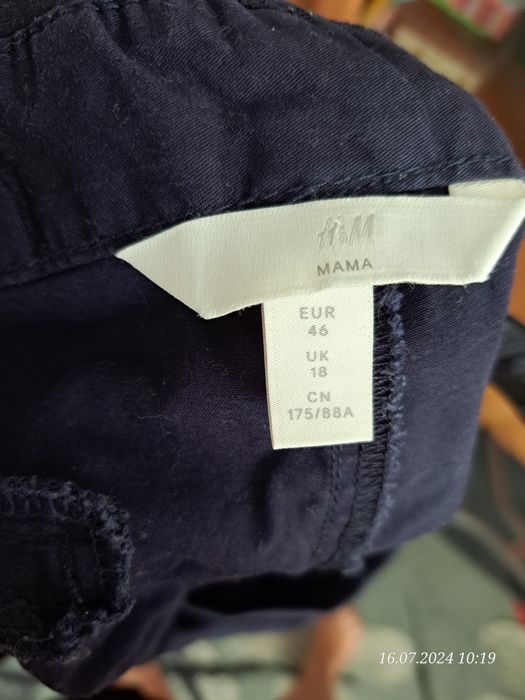 H&M
MAMA
EUR
46
UK
18
CN
175/88A
16.07.2024 10:19